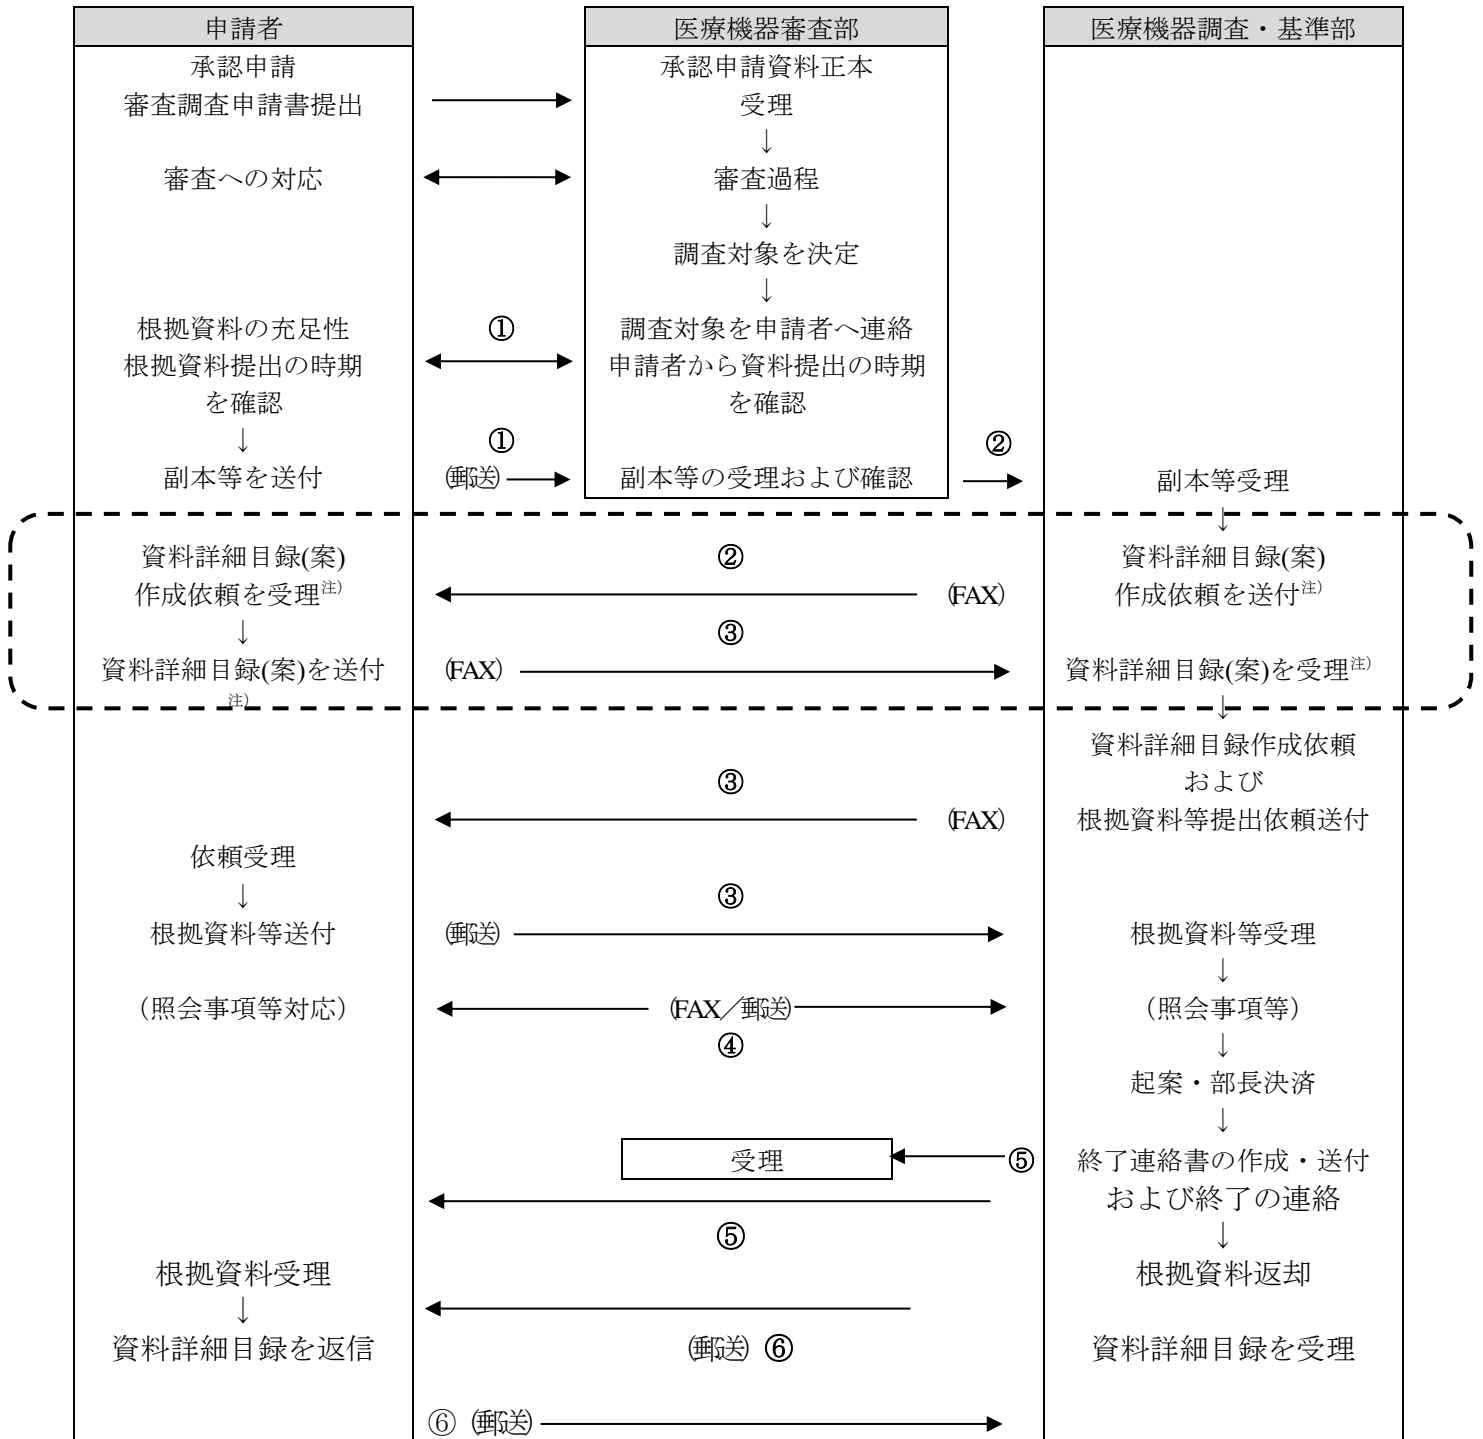 申請者
医療機器審査部
医療機器調査・基準部
承認申請
承認申請資料正本
審査調査申請書提出
受理
↓
審査への対応
審査過程
↓
調査対象を決定
↓
根拠資料の充足性
①
調査対象を申請者へ連絡
根拠資料提出の時期
申請者から資料提出の時期
を確認
を確認
↓
①
②
副本等を送付
(郵送)
副本等の受理および確認
副本等受理
↓
資料詳細目録(案)
②
資料詳細目録(案)
作成依頼を受理注)
(FAX)
作成依頼を送付注)
↓
③
資料詳細目録(案)を送付
(FAX)
資料詳細目録(案)を受理注)
注)
↓
資料詳細目録作成依頼
③
および
(FAX)
根拠資料等提出依頼送付
依頼受理
↓
③
根拠資料等送付
(郵送)
根拠資料等受理
↓
(照会事項等対応)
(FAX/郵送)
(照会事項等)
④
↓
起案・部長決済
↓
受理
⑤
終了連絡書の作成・送付
および終了の連絡
⑤
↓
根拠資料受理
根拠資料返却
↓
資料詳細目録を返信
(郵送) ⑥
資料詳細目録を受理
⑥ (郵送)